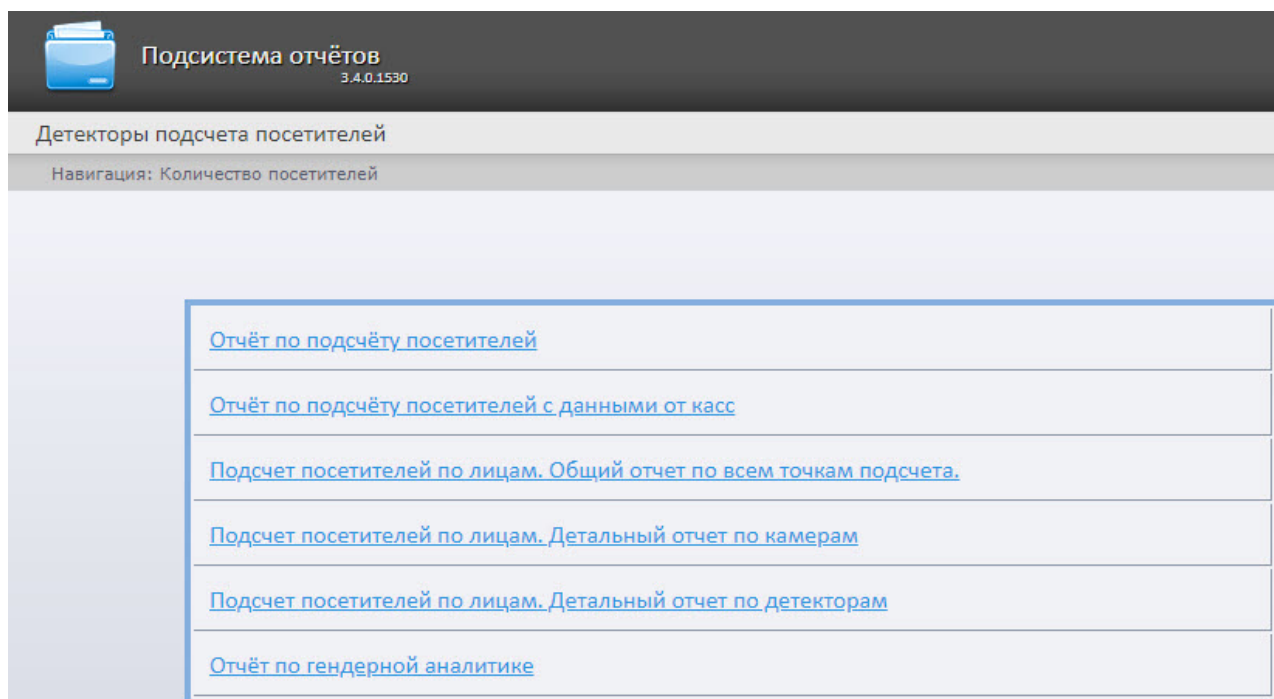 Подсистема отчётов
3.4.0.1530
Детекторы подсчета посетителей
Навигация: Количество посетителей
Отчёт по подсчёту посетителей
Отчёт по подсчёту посетителей с данными от касс
Подсчет посетителей по лицам. Общий отчет по всем точкам подсчета.
Подсчет посетителей по лицам. Детальный отчет по камерам
Подсчет посетителей по лицам. Детальный отчет по детекторам
Отчёт по гендерной аналитике